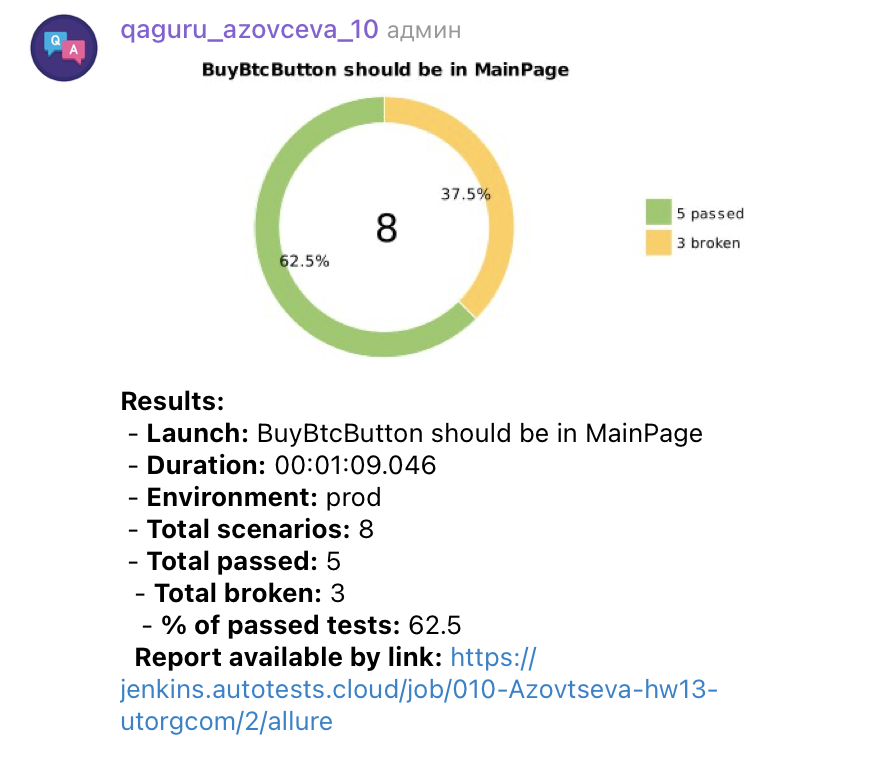 Q
A
qaguru_azovceva_10 админ
BuyBtcButton should be in MainPage
37.5%
8
62.5%
5 passed
3 broken
Results:
- Launch: BuyBtcButton should be in MainPage
- Duration: 00:01:09.046
- Environment: prod
- Total scenarios: 8
- Total passed: 5
- Total broken: 3
- % of passed tests: 62.5
Report available by link: https://
jenkins.autotests.cloud/job/010-Azovtseva-hw13-
utorgcom/2/allure